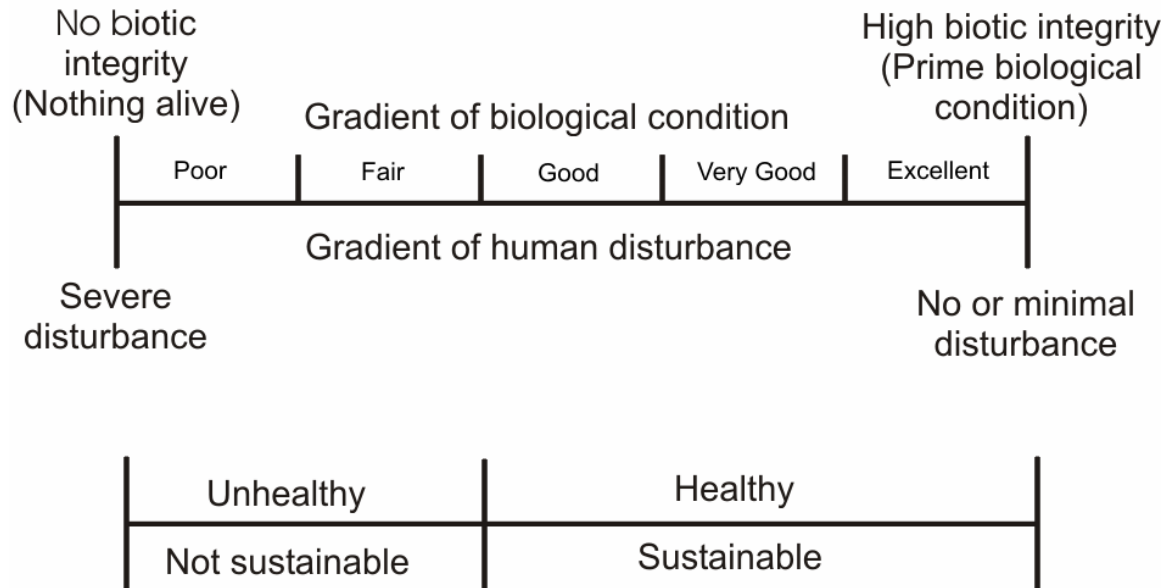 No biotic
integrity
(Nothing alive)
High biotic integrity
(Prime biological
condition)
Gradient of biological condition
Poor Fair Good Very Good Excellent
Gradient of human disturbance
Severe
disturbance
No or minimal
disturbance
Unhealthy Healthy
Not sustainable Sustainable